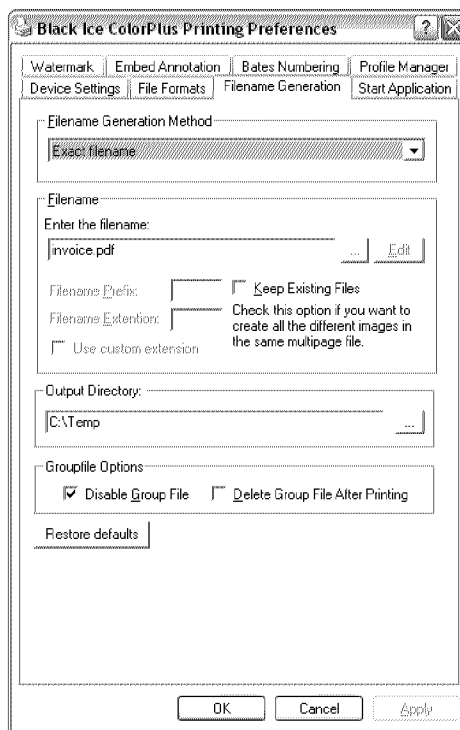 Black Ice ColorPlus Printing Preferences
?
Watermark Embed Annotation Bates Numbering Profile Manager
Device Settings File Formats Filename Generation Start Application
Filename Generation Method
Exact filename
Filename
Enter the filename:
invoice.pdf ... Edit
Filename Prefix: Keep Existing Files
Filename Extention: Check this option if you want to
create all the different images in
the same multipage file.
Use custom extension
Output Directory:
C:\Temp ...
Groupfile Options
Disable Group File Delete Group File After Printing
Restore defaults
OK Cancel Apply